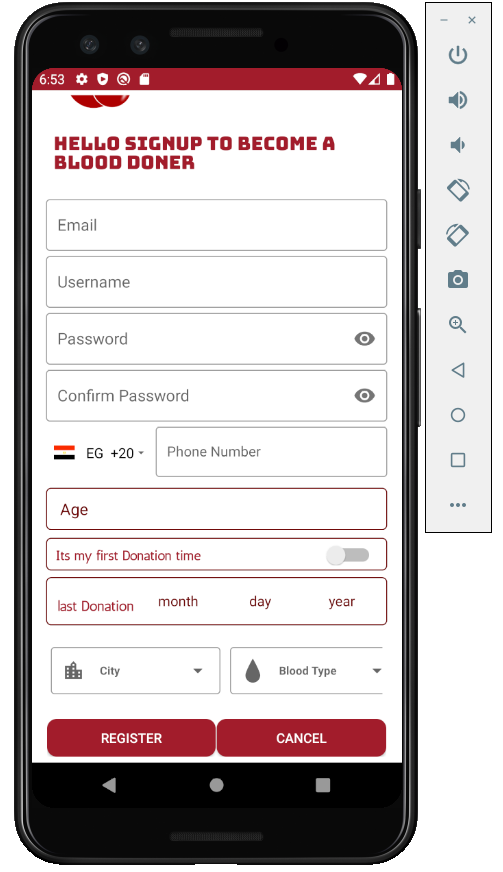 6:53
HELLO SIGNUP TO BECOME A
BLOOD DONER
Email
Username
Password
Confirm Password
EG +20
Phone Number
Age
Its my first Donation time
last Donation month day year
City
Blood Type
REGISTER
CANCEL